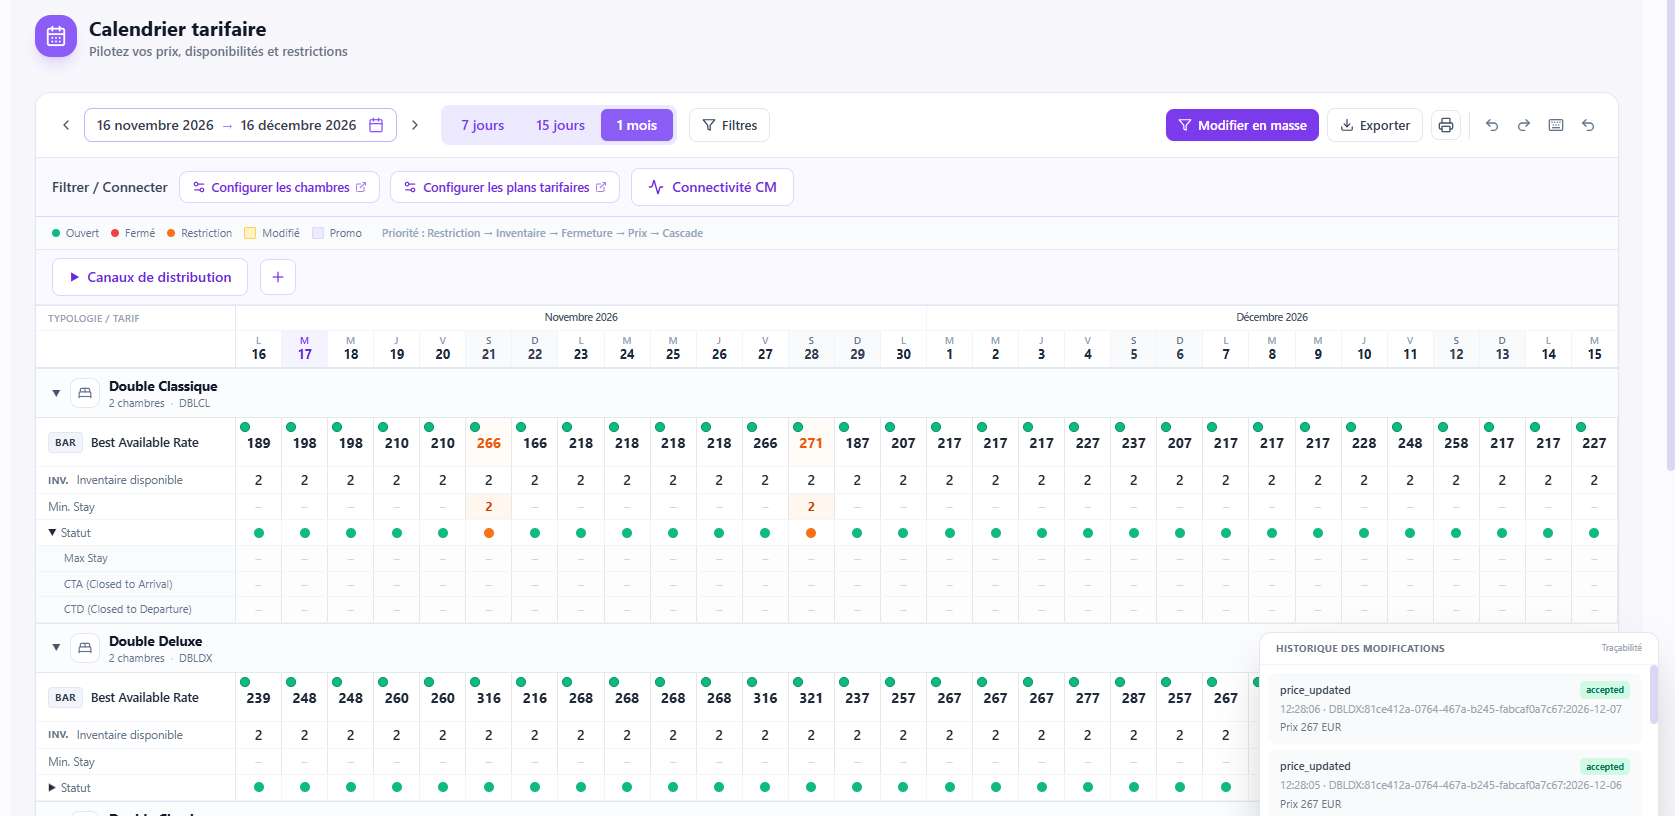 Calendrier tarifaire
Pilotez vos prix, disponibilités et restrictions
16 novembre 2026 → 16 décembre 2026
7 jours 15 jours 1 mois
Filtres
Modifier en masse
Exporter
Filtrer / Connecter
Configurer les chambres
Configurer les plans tarifaires
Connectivité CM
Ouvert Fermé Restriction Modifié Promo Priorité : Restriction → Inventaire → Fermeture → Prix → Cascade
Canaux de distribution
+
TYPOLOGIE / TARIF Novembre 2026 Décembre 2026
L M M J V S D L M M J V S D L M M J V S D L M M J V S D L M
16 17 18 19 20 21 22 23 24 25 26 27 28 29 30 1 2 3 4 5 6 7 8 9 10 11 12 13 14 15
Double Classique
2 chambres · DBLCL
BAR Best Available Rate 189 198 198 210 210 266 166 218 218 218 218 266 271 187 207 217 217 217 227 237 207 217 217 217 228 248 258 217 217 227
INV. Inventaire disponible 2 2 2 2 2 2 2 2 2 2 2 2 2 2 2 2 2 2 2 2 2 2 2 2 2 2 2 2 2 2
Min. Stay – – – – – 2 – – – – – – 2 – – – – – – – – – – – – – – – – –
Statut
Max Stay – – – – – – – – – – – – – – – – – – – – – – – – – – – – – –
CTA (Closed to Arrival) – – – – – – – – – – – – – – – – – – – – – – – – – – – – – –
CTD (Closed to Departure) – – – – – – – – – – – – – – – – – – – – – – – – – – – – – –
Double Deluxe
2 chambres · DBLDX
BAR Best Available Rate 239 248 248 260 260 316 216 268 268 268 268 316 321 237 257 267 267 267 277 287 257 267
INV. Inventaire disponible 2 2 2 2 2 2 2 2 2 2 2 2 2 2 2 2 2 2 2 2 2 2
Min. Stay – – – – – – – – – – – – – – – – – – – – – –
Statut
HISTORIQUE DES MODIFICATIONS Traçabilité
price_updated accepted
12:28:06 · DBLDX:81ce412a-0764-467a-b245-fabcaf0a7c67:2026-12-07
Prix 267 EUR
price_updated accepted
12:28:05 · DBLDX:81ce412a-0764-467a-b245-fabcaf0a7c67:2026-12-06
Prix 267 EUR